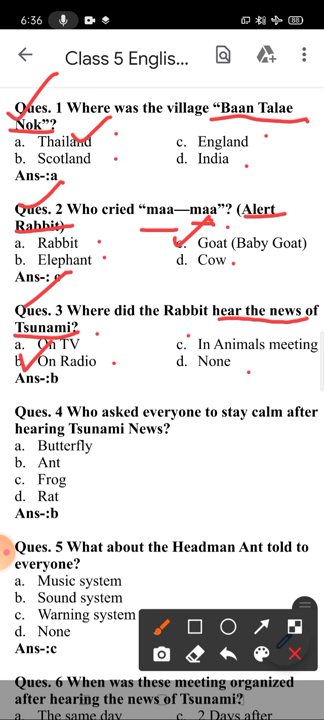 6:36
88
Class 5 Englis...
Ques. 1 Where was the village “Baan Talae
Nok”?
a. Thailand c. England
b. Scotland d. India
Ans-:a
Ques. 2 Who cried “maa—maa”? (Alert
Rabbit)
a. Rabbit c. Goat (Baby Goat)
b. Elephant d. Cow
Ans-: c
Ques. 3 Where did the Rabbit hear the news of
Tsunami?
a. On TV c. In Animals meeting
b. On Radio d. None
Ans-:b
Ques. 4 Who asked everyone to stay calm after
hearing Tsunami News?
a. Butterfly
b. Ant
c. Frog
d. Rat
Ans-:b
Ques. 5 What about the Headman Ant told to
everyone?
a. Music system
b. Sound system
c. Warning system
d. None
Ans-:c
Ques. 6 When was these meeting organized
after hearing the news of Tsunami?
a. The same day c. 2 Days after